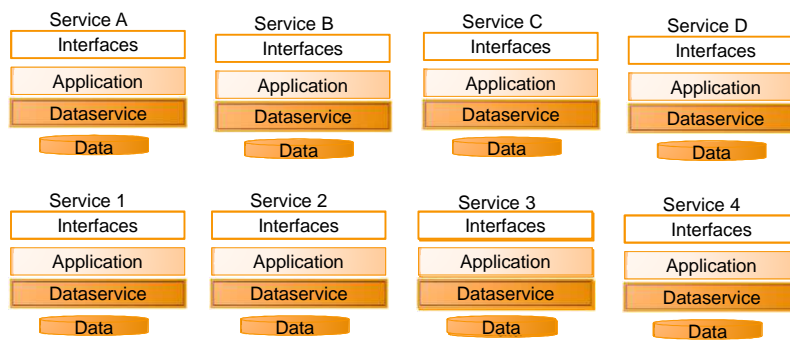 Service A
Service B
Service C
Service D
Interfaces
Interfaces
Interfaces
Interfaces
Application
Application
Application
Application
Dataservice
Dataservice
Dataservice
Dataservice
Data
Data
Data
Data
Service 1
Service 2
Service 3
Service 4
Interfaces
Interfaces
Interfaces
Interfaces
Application
Application
Application
Application
Dataservice
Dataservice
Dataservice
Dataservice
Data
Data
Data
Data